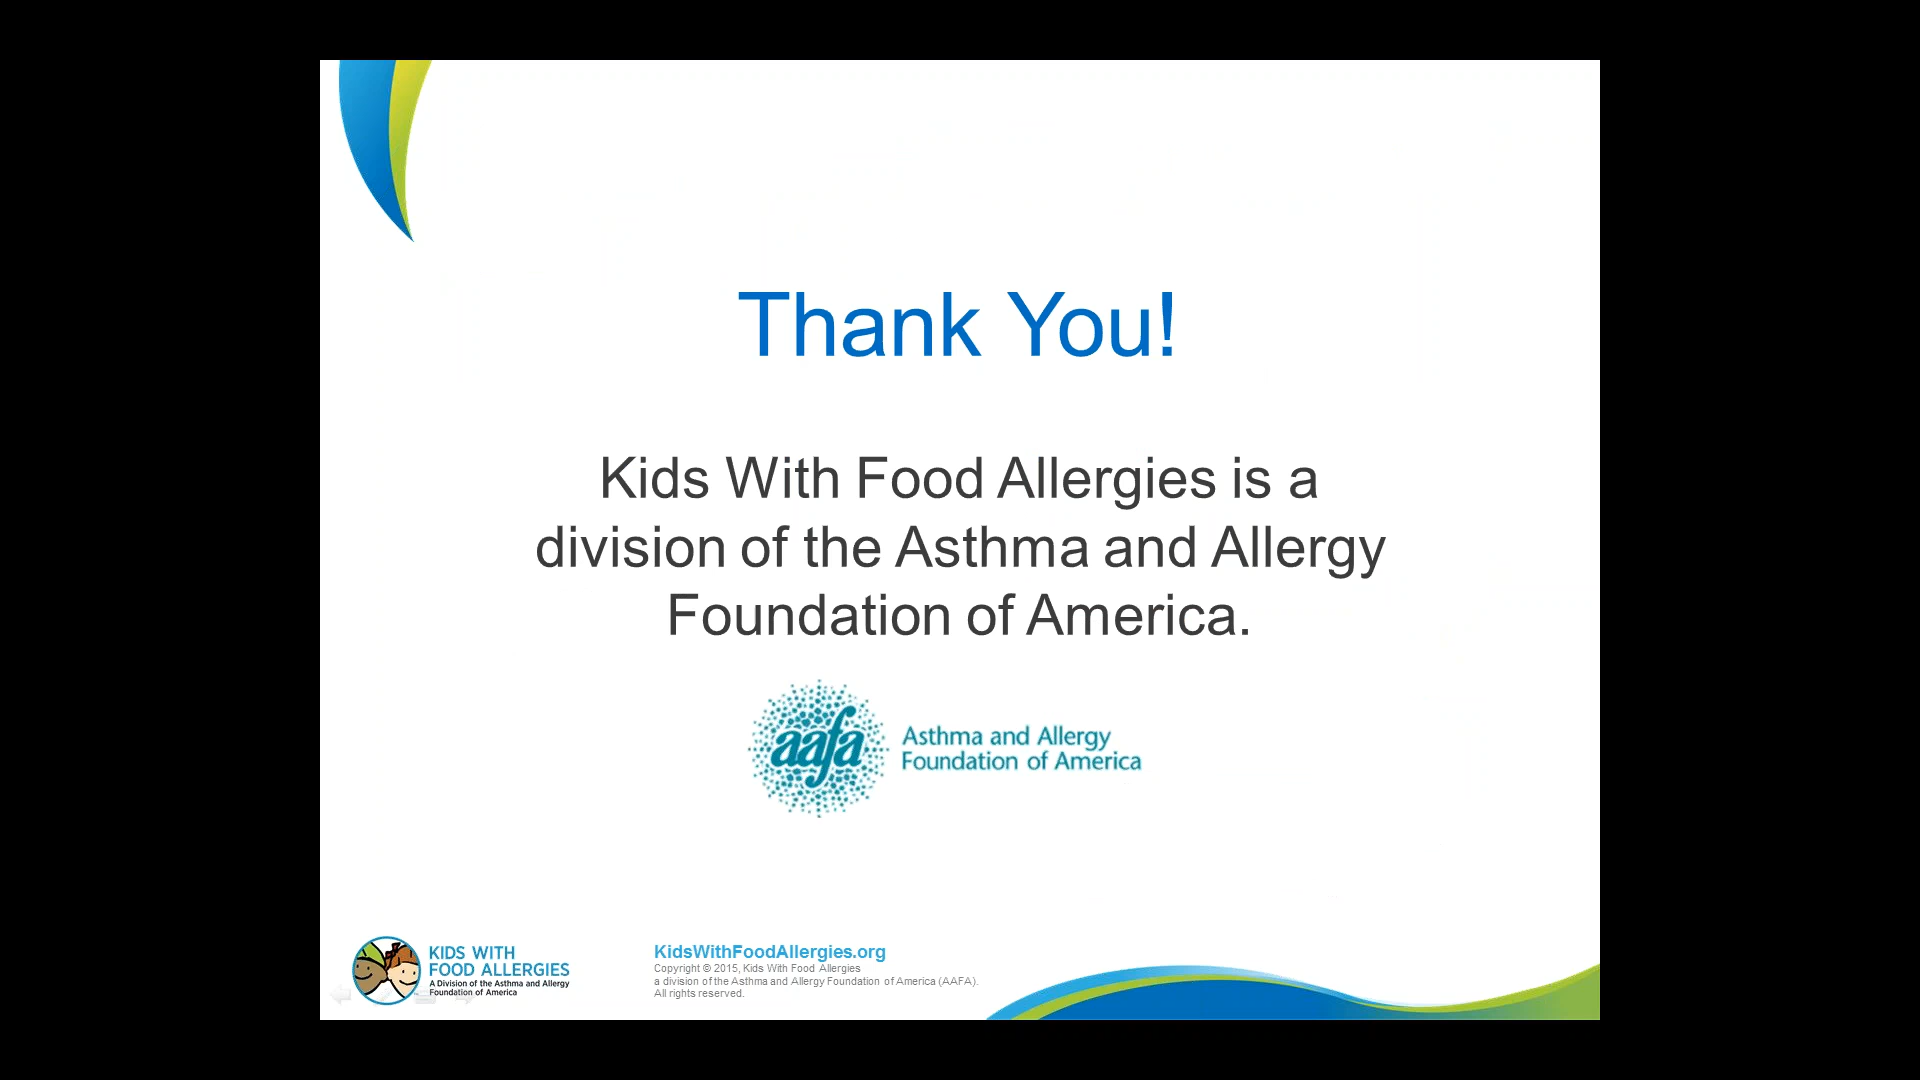 Thank You!
Kids With Food Allergies is a
division of the Asthma and Allergy
Foundation of America.
aafa
Asthma and Allergy
Foundation of America
KIDS WITH
FOOD ALLERGIES
A Division of the Asthma and Allergy
Foundation of America
KidsWithFoodAllergies.org
Copyright © 2015, Kids With Food Allergies
a division of the Asthma and Allergy Foundation of America (AAFA).
All rights reserved.